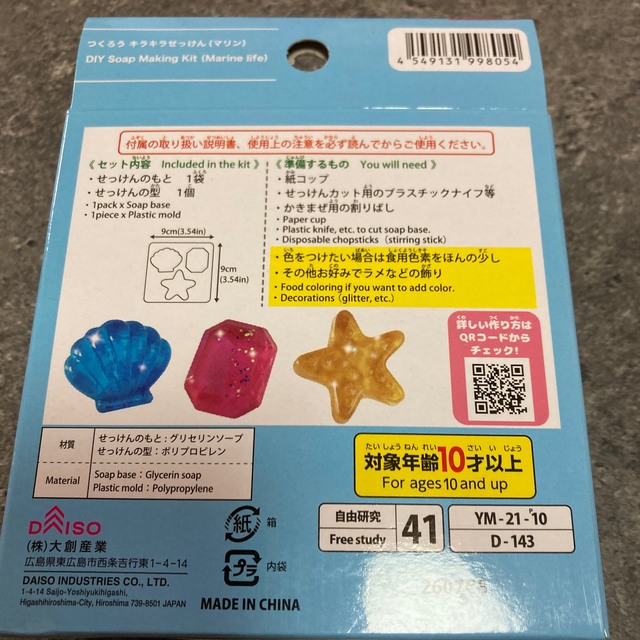 つくろう キラキラせっけん(マリン)
DIY Soap Making Kit (Marine life)
4 549131 998054
付属の取り扱い説明書、使用上の注意を必ず読んでからご使用ください。
《セット内容 Included in the kit》
・せっけんのもと 1袋
・せっけんの型 1個
・1pack x Soap base
・1piece x Plastic mold
9cm(3.54in)
9cm
(3.54in)
《準備するもの You will need》
・紙コップ
・せっけんカット用のプラスチックナイフ等
・かきまぜ用の割りばし
・Paper cup
・Plastic knife, etc. to cut soap base.
・Disposable chopsticks (stirring stick)
・色をつけたい場合は食用色素をほんの少し
・その他お好みでラメなどの飾り
・Food coloring if you want to add color.
・Decorations (glitter, etc.)
詳しい作り方は
QRコードから
チェック!
材質
せっけんのもと:グリセリンソープ
せっけんの型:ポリプロピレン
Material
Soap base : Glycerin soap
Plastic mold : Polypropylene
たいしょうねんれい さいいじょう
対象年齢10才以上
For ages 10 and up
DAISO
(株)大創産業
広島県東広島市西条吉行東1-4-14
DAISO INDUSTRIES CO., LTD.
1-4-14 Saijo-Yoshiyukihigashi,
Higashihiroshima-City, Hiroshima 739-8501 JAPAN
紙 箱
プラ 内袋
MADE IN CHINA
自由研究
Free study
41
YM-21-P10
D-143